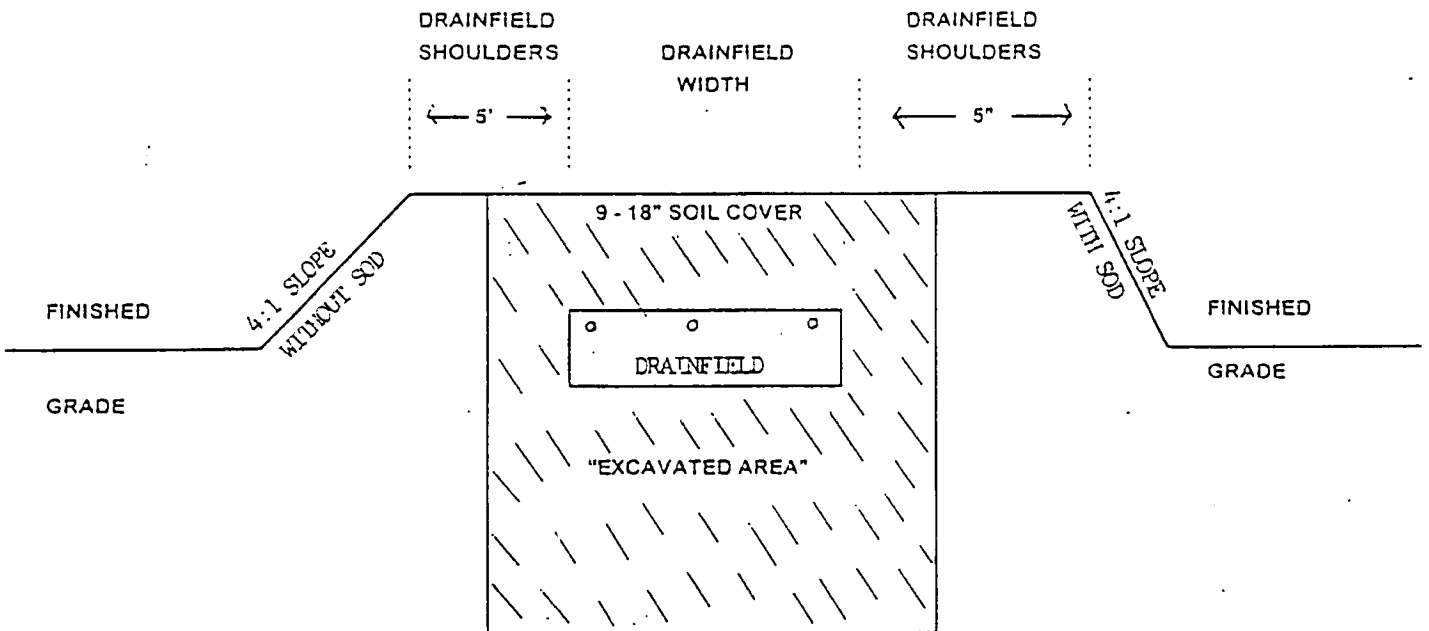 DRAINFIELD
SHOULDERS
DRAINFIELD
WIDTH
DRAINFIELD
SHOULDERS
5'
5"
9 - 18" SOIL COVER
4:1 SLOPE
WITHOUT SOD
4:1 SLOPE
WITH SOD
FINISHED
GRADE
FINISHED
GRADE
DRAINFIELD
"EXCAVATED AREA"